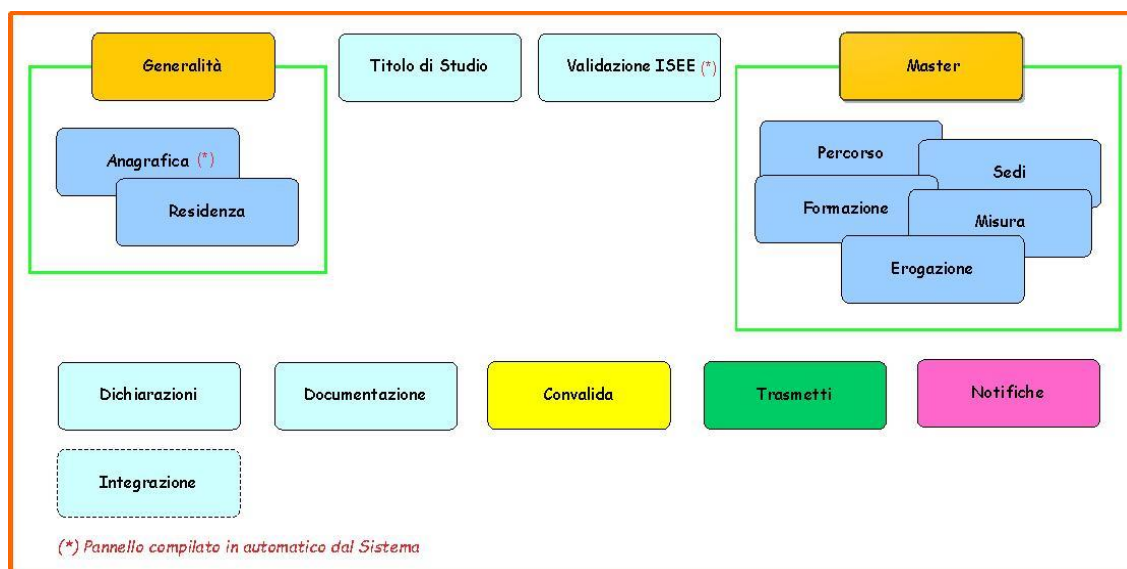 Generalità
Titolo di Studio
Validazione ISEE (*)
Master
Anagrafica (*)
Residenza
Percorso
Sedi
Formazione
Misura
Erogazione
Dichiarazioni
Documentazione
Convalida
Trasmetti
Notifiche
Integrazione
(*) Pannello compilato in automatico dal Sistema